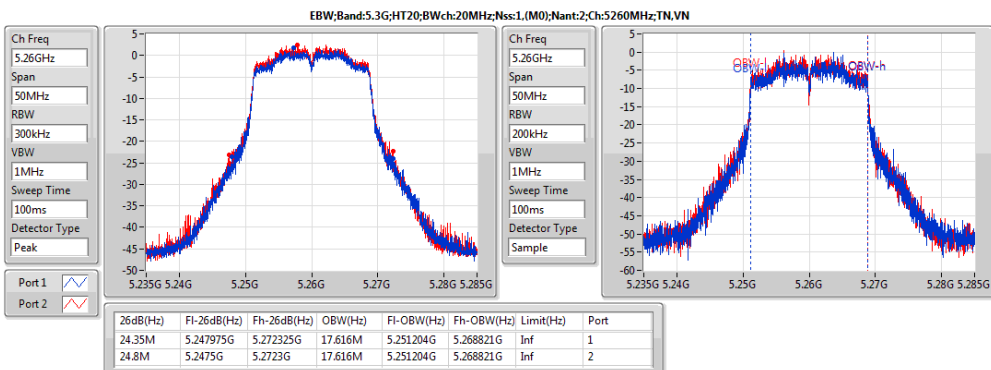 EBW;Band:5.3G;HT20;BWch:20MHz;Nss:1,(M0);Nant:2;Ch:5260MHz;TN,VN
Ch Freq
5.26GHz
Span
50MHz
RBW
300kHz
VBW
1MHz
Sweep Time
100ms
Detector Type
Peak
Port 1
Port 2
5
0
-5
-10
-15
-20
-25
-30
-35
-40
-45
-50
5.235G 5.24G 5.25G 5.26G 5.27G 5.28G 5.285G
Ch Freq
5.26GHz
Span
50MHz
RBW
200kHz
VBW
1MHz
Sweep Time
100ms
Detector Type
Sample
5
0
-5
-10
-15
-20
-25
-30
-35
-40
-45
-50
-55
-60
OBW-l
OBW-h
5.235G 5.24G 5.25G 5.26G 5.27G 5.28G 5.285G
26dB(Hz) Fl-26dB(Hz) Fh-26dB(Hz) OBW(Hz) Fl-OBW(Hz) Fh-OBW(Hz) Limit(Hz) Port
24.35M 5.247975G 5.272325G 17.616M 5.251204G 5.268821G Inf 1
24.8M 5.2475G 5.2723G 17.616M 5.251204G 5.268821G Inf 2